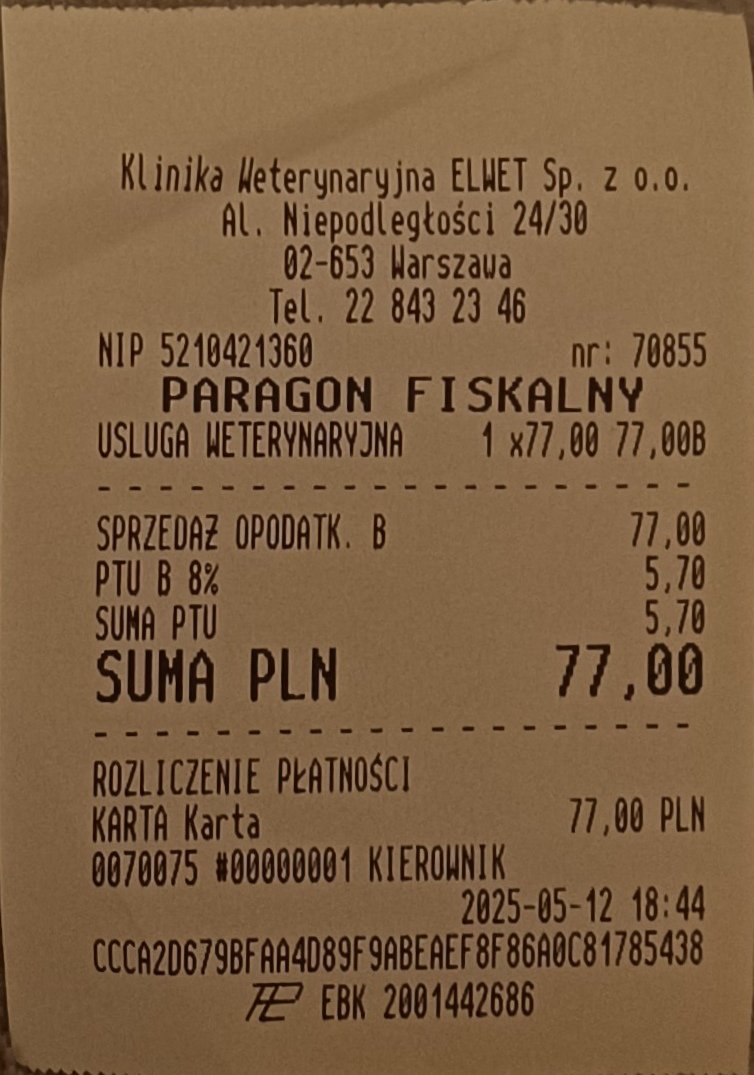 Klinika Weterynaryjna ELWET Sp. z o.o.
Al. Niepodległości 24/30
02-653 Warszawa
Tel. 22 843 23 46
NIP 5210421360 nr: 70855
PARAGON FISKALNY
USLUGA WETERYNARYJNA 1 x77,00 77,00B
- - - - - - - - - - - - - - - - - - - -
SPRZEDAŻ OPODATK. B 77,00
PTU B 8% 5,70
SUMA PTU 5,70
SUMA PLN 77,00
- - - - - - - - - - - - - - - - - - - -
ROZLICZENIE PŁATNOŚCI
KARTA Karta 77,00 PLN
0070075 #00000001 KIEROWNIK
2025-05-12 18:44
CCCA2D679BFAA4D89F9ABEAEF8F86A0C81785438
EBK 2001442686